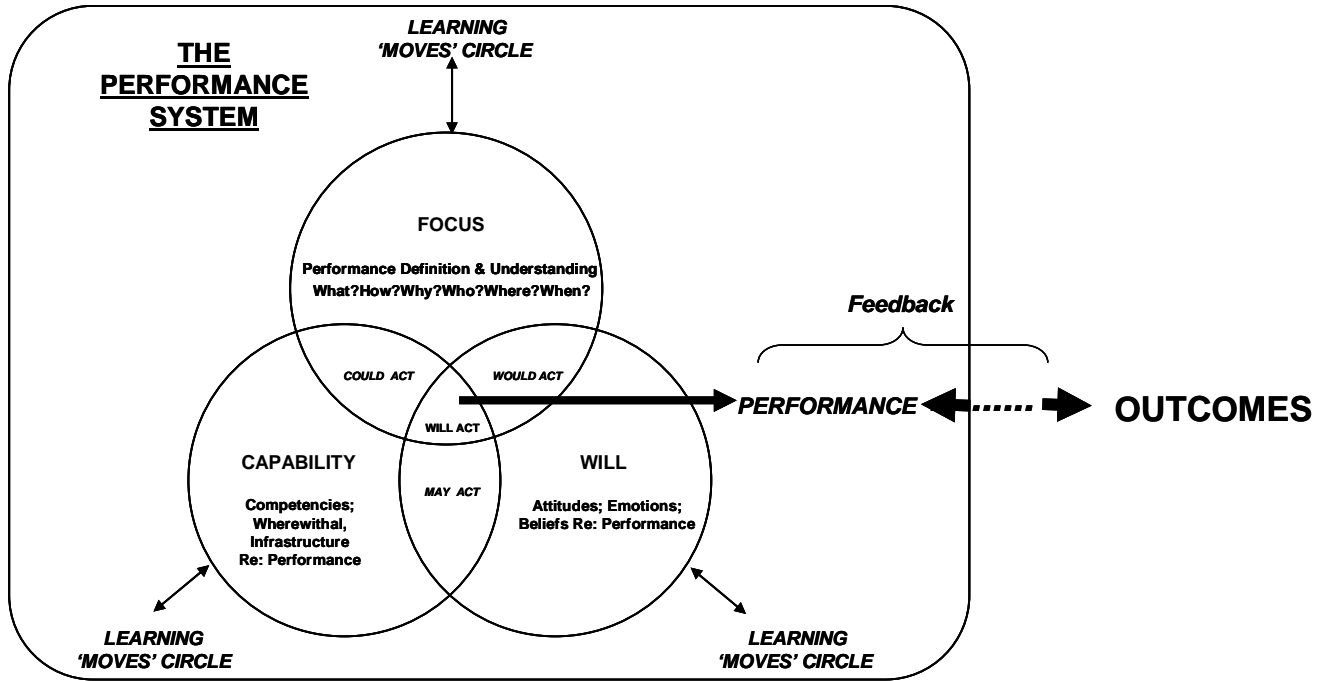 THE
PERFORMANCE
SYSTEM
LEARNING
‘MOVES’ CIRCLE
FOCUS
Performance Definition & Understanding
What?How?Why?Who?Where?When?
Feedback
COULD ACT
WOULD ACT
PERFORMANCE
OUTCOMES
WILL ACT
CAPABILITY
Competencies;
Wherewithal,
Infrastructure
Re: Performance
MAY ACT
WILL
Attitudes; Emotions;
Beliefs Re: Performance
LEARNING
‘MOVES’ CIRCLE
LEARNING
‘MOVES’ CIRCLE